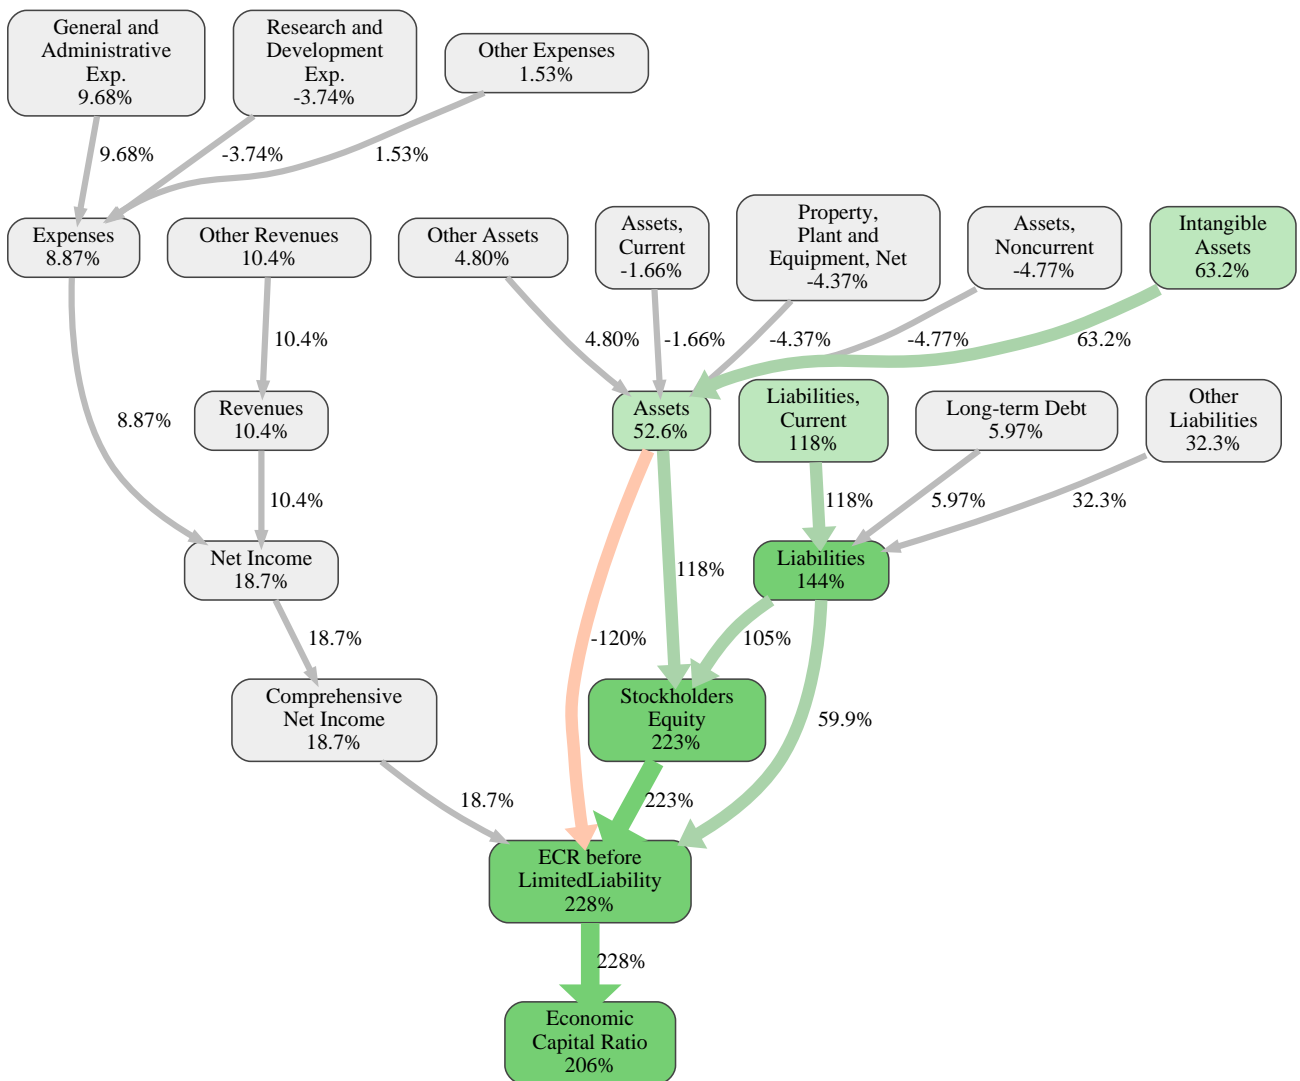 General and
Administrative
Exp.
9.68%
Research and
Development
Exp.
-3.74%
Other Expenses
1.53%
9.68%
-3.74%
1.53%
Expenses
8.87%
Other Revenues
10.4%
Other Assets
4.80%
Assets,
Current
-1.66%
Property,
Plant and
Equipment, Net
-4.37%
Assets,
Noncurrent
-4.77%
Intangible
Assets
63.2%
10.4%
4.80%
-1.66%
-4.37%
-4.77%
63.2%
8.87%
Revenues
10.4%
Assets
52.6%
Liabilities,
Current
118%
Long-term Debt
5.97%
Other
Liabilities
32.3%
10.4%
118%
5.97%
32.3%
Net Income
18.7%
118%
Liabilities
144%
18.7%
-120%
105%
Comprehensive
Net Income
18.7%
Stockholders
Equity
223%
59.9%
18.7%
223%
ECR before
LimitedLiability
228%
228%
Economic
Capital Ratio
206%